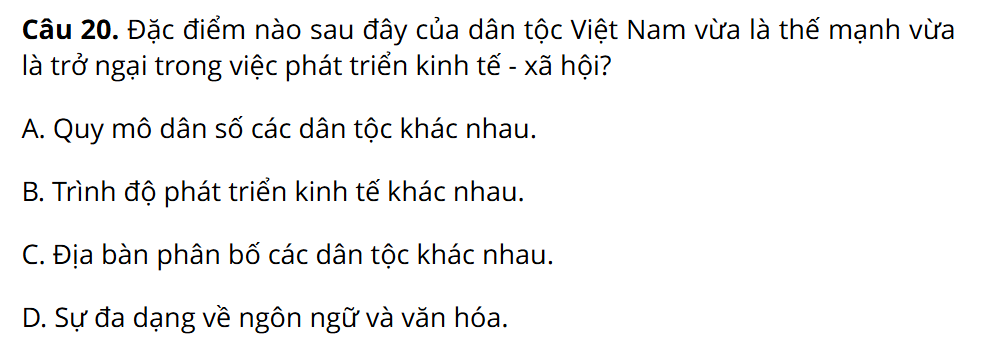 Câu 20. Đặc điểm nào sau đây của dân tộc Việt Nam vừa là thế mạnh vừa
là trở ngại trong việc phát triển kinh tế - xã hội?
A. Quy mô dân số các dân tộc khác nhau.
B. Trình độ phát triển kinh tế khác nhau.
C. Địa bàn phân bố các dân tộc khác nhau.
D. Sự đa dạng về ngôn ngữ và văn hóa.